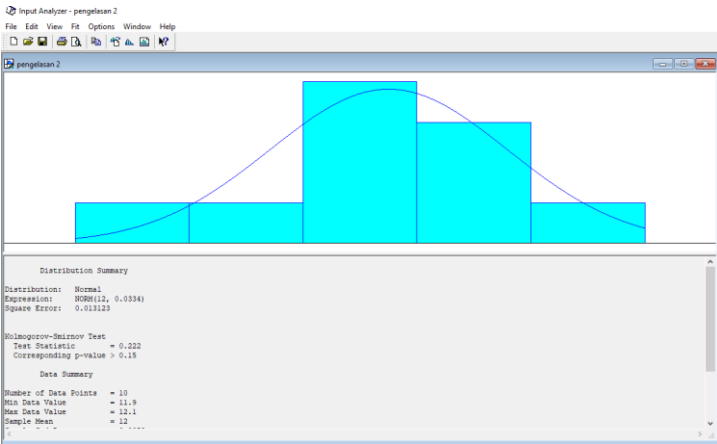 Input Analyzer - pengelasan 2
File Edit View Fit Options Window Help
pengelasan 2
Distribution Summary
Distribution: Normal
Expression: NORM(12, 0.0334)
Square Error: 0.013123
Kolmogorov-Smirnov Test
Test Statistic = 0.222
Corresponding p-value > 0.15
Data Summary
Number of Data Points = 10
Min Data Value = 11.9
Max Data Value = 12.1
Sample Mean = 12